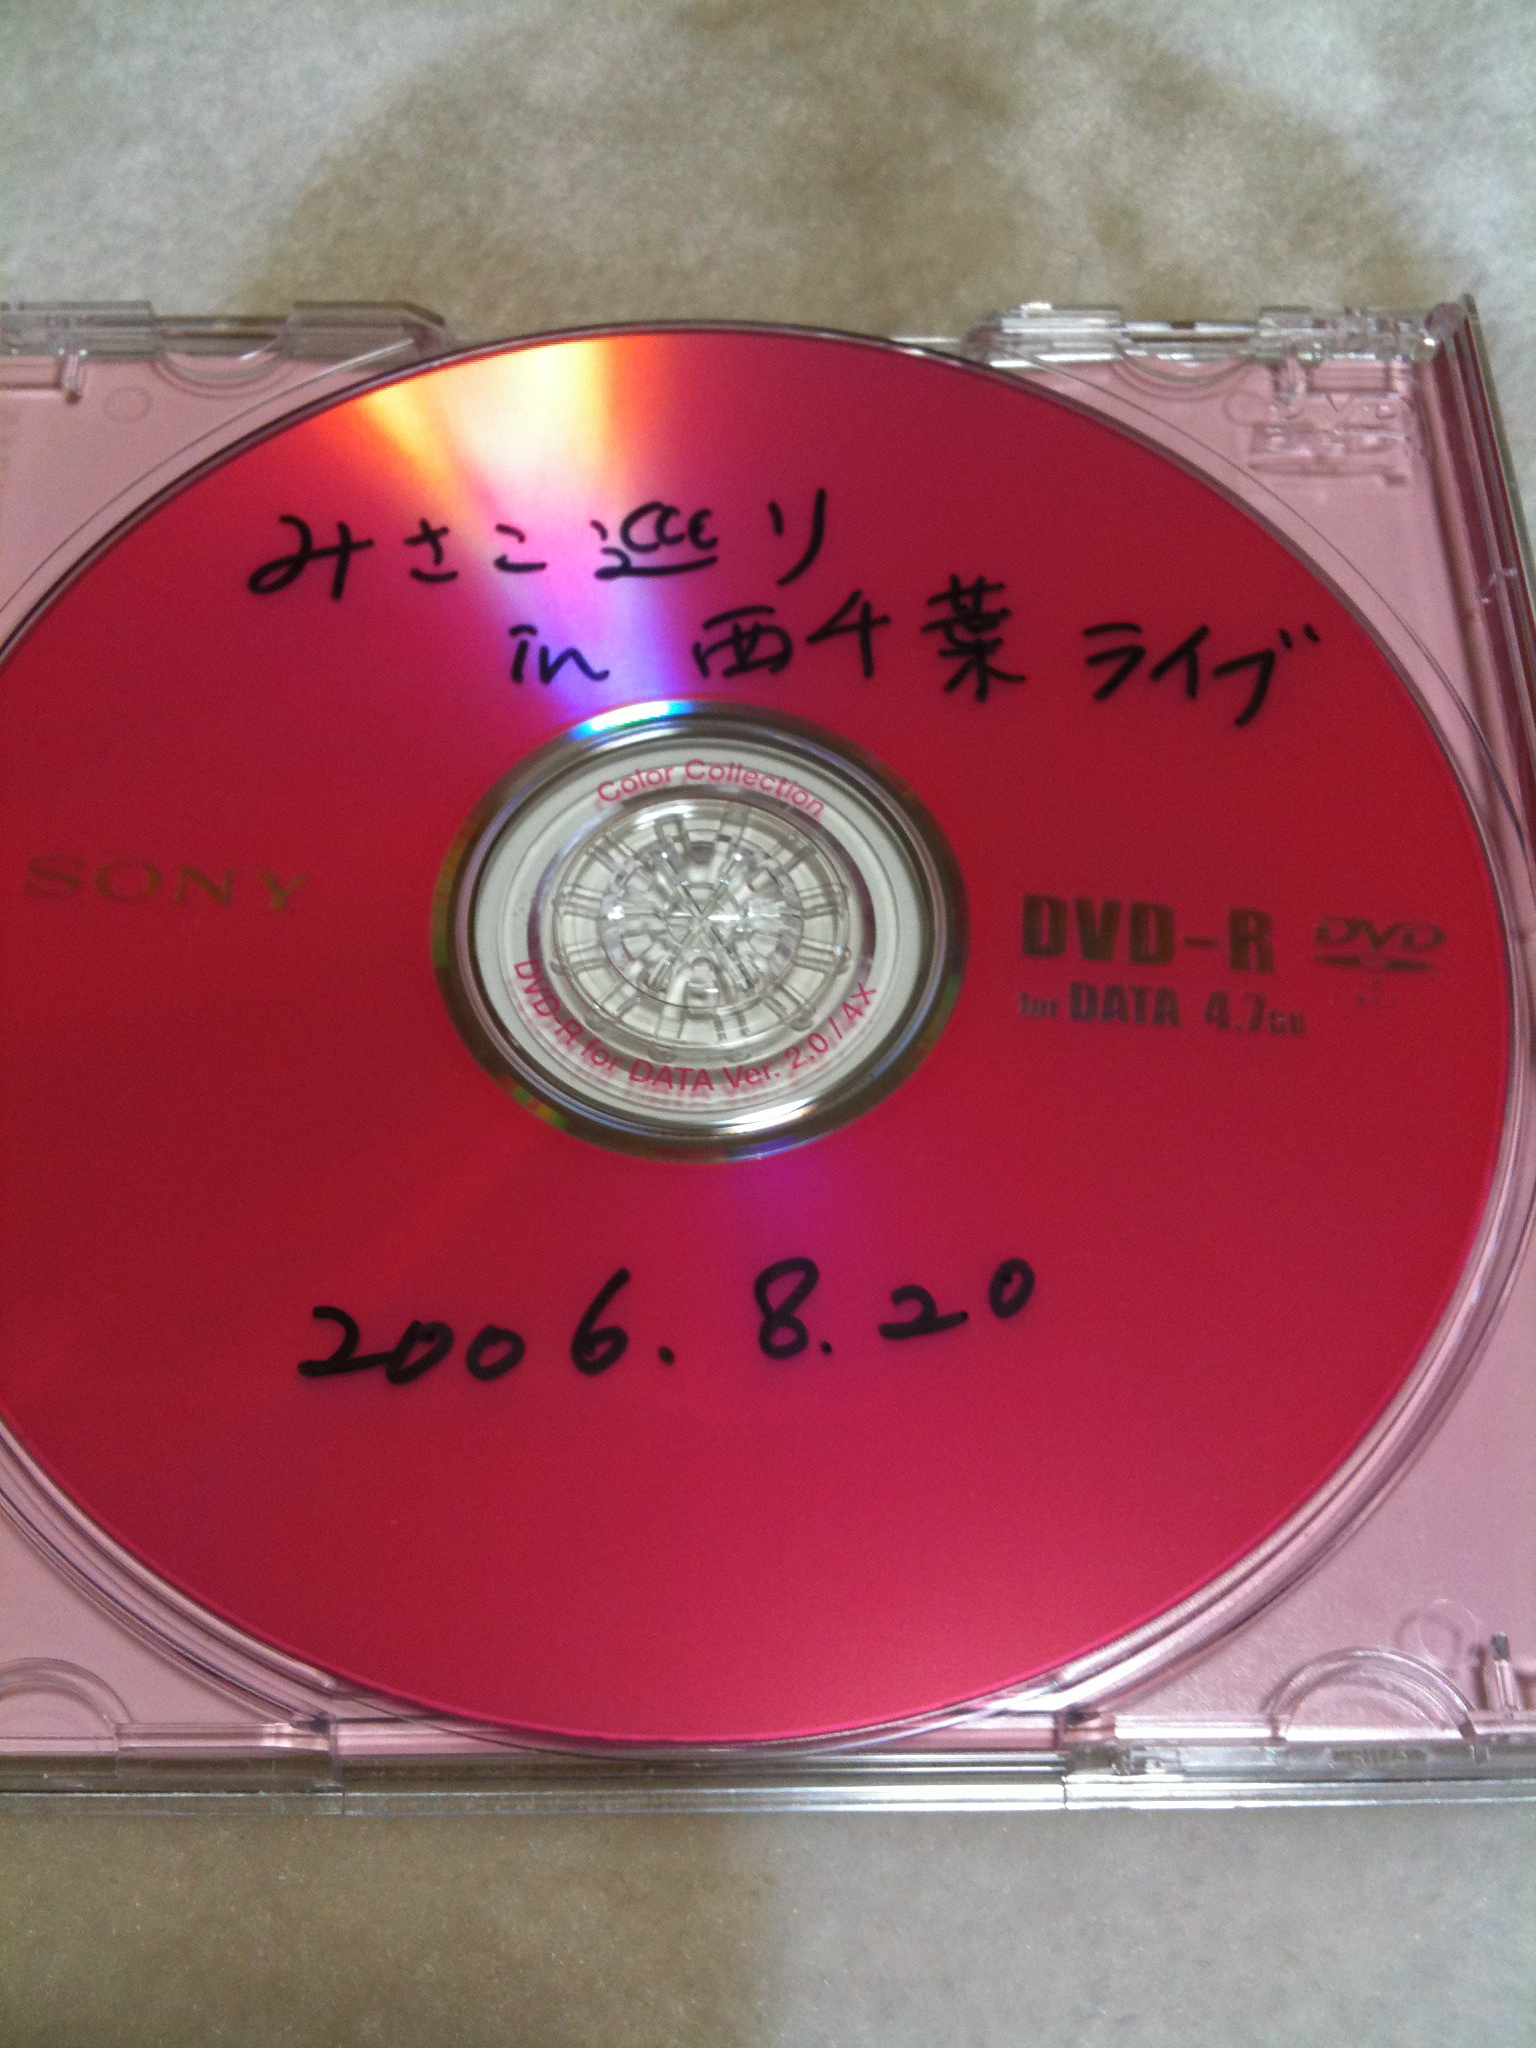 みさこ巡り
in 西千葉 ライブ
Color Collection
SONY
DVD-R
for DATA 4.7GB
DVD
DVD-R for DATA Ver. 2.0 / 4X
2006.8.20